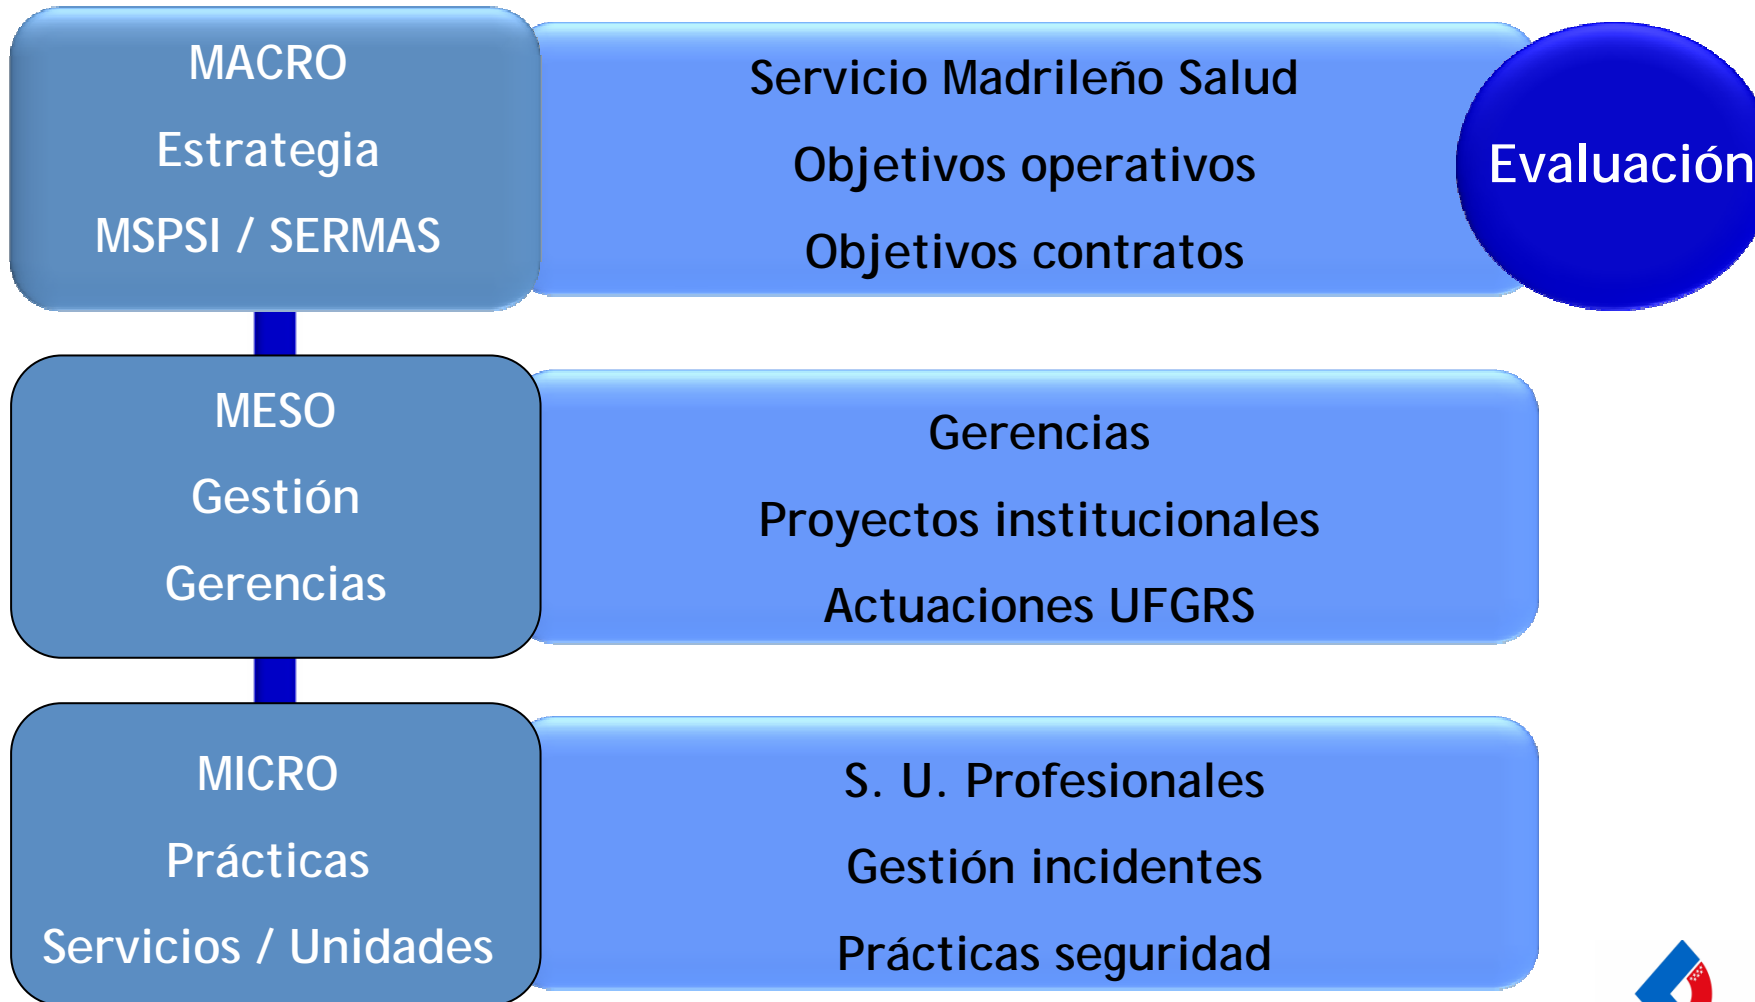 MACRO
Estrategia
MSPSI / SERMAS
Servicio Madrileño Salud
Objetivos operativos
Objetivos contratos
Evaluación
MESO
Gestión
Gerencias
Gerencias
Proyectos institucionales
Actuaciones UFGRS
MICRO
Prácticas
Servicios / Unidades
S. U. Profesionales
Gestión incidentes
Prácticas seguridad